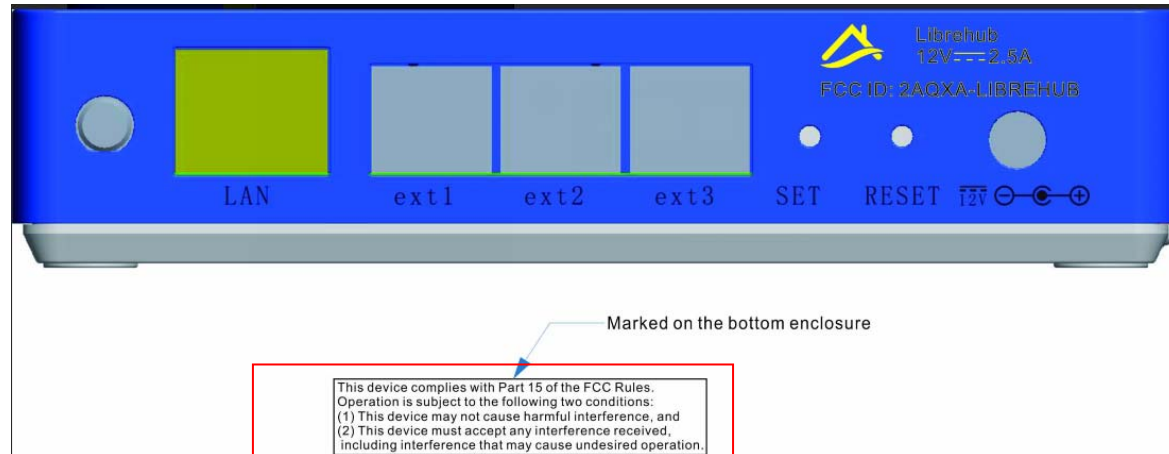 Librehub
12V⎓2.5A
FCC ID: 2AQXA-LIBREHUB
LAN
ext1
ext2
ext3
SET
RESET
12V
Marked on the bottom enclosure
This device complies with Part 15 of the FCC Rules.
Operation is subject to the following two conditions:
(1) This device may not cause harmful interference, and
(2) This device must accept any interference received,
including interference that may cause undesired operation.